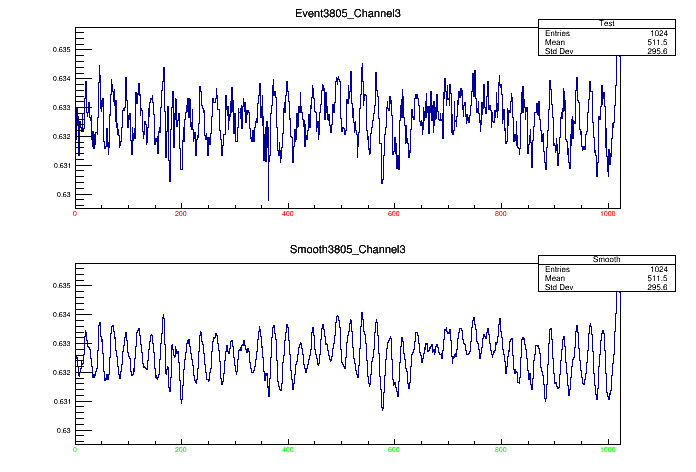 Event3805_Channel3
Test
Entries 1024
Mean 511.5
Std Dev 295.6
0.635
0.634
0.633
0.632
0.631
0.63
0 200 400 600 800 1000
Smooth3805_Channel3
Smooth
Entries 1024
Mean 511.5
Std Dev 295.6
0.635
0.634
0.633
0.632
0.631
0.63
0 200 400 600 800 1000